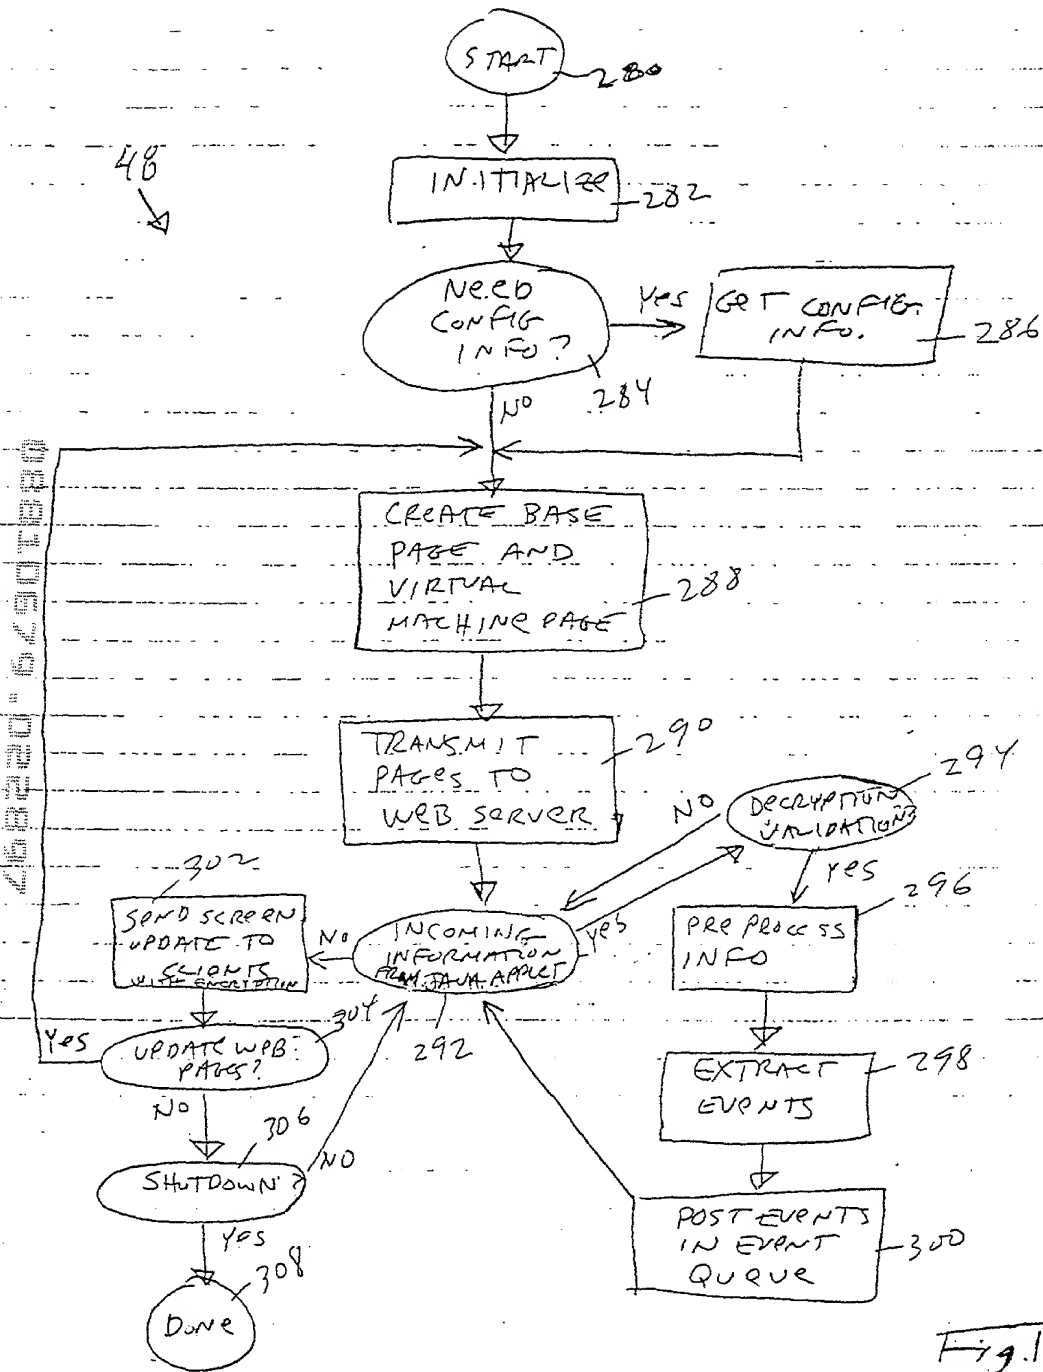 START
280
48
INITIALIZE
282
NEED
CONFIG
INFO?
284
Yes
GET CONFIG.
INFO.
286
NO
CREATE BASE
PAGE AND
VIRTUAL
MACHINE PAGE
288
TRANSMIT
PAGES TO
WEB SERVER
290
DECRYPTION
VALIDATION?
294
NO
YES
302
SEND SCREEN
UPDATE TO
CLIENTS
WITH ENCRYPTION
NO
INCOMING
INFORMATION
FROM JAVA APPLET
yes
292
PRE PROCESS
INFO
296
Yes
UPDATE WEB
PAGES?
304
EXTRACT
EVENTS
298
NO
306
SHUTDOWN?
NO
POST EVENTS
IN EVENT
QUEUE
300
Yes
308
DONE
Fig. 1